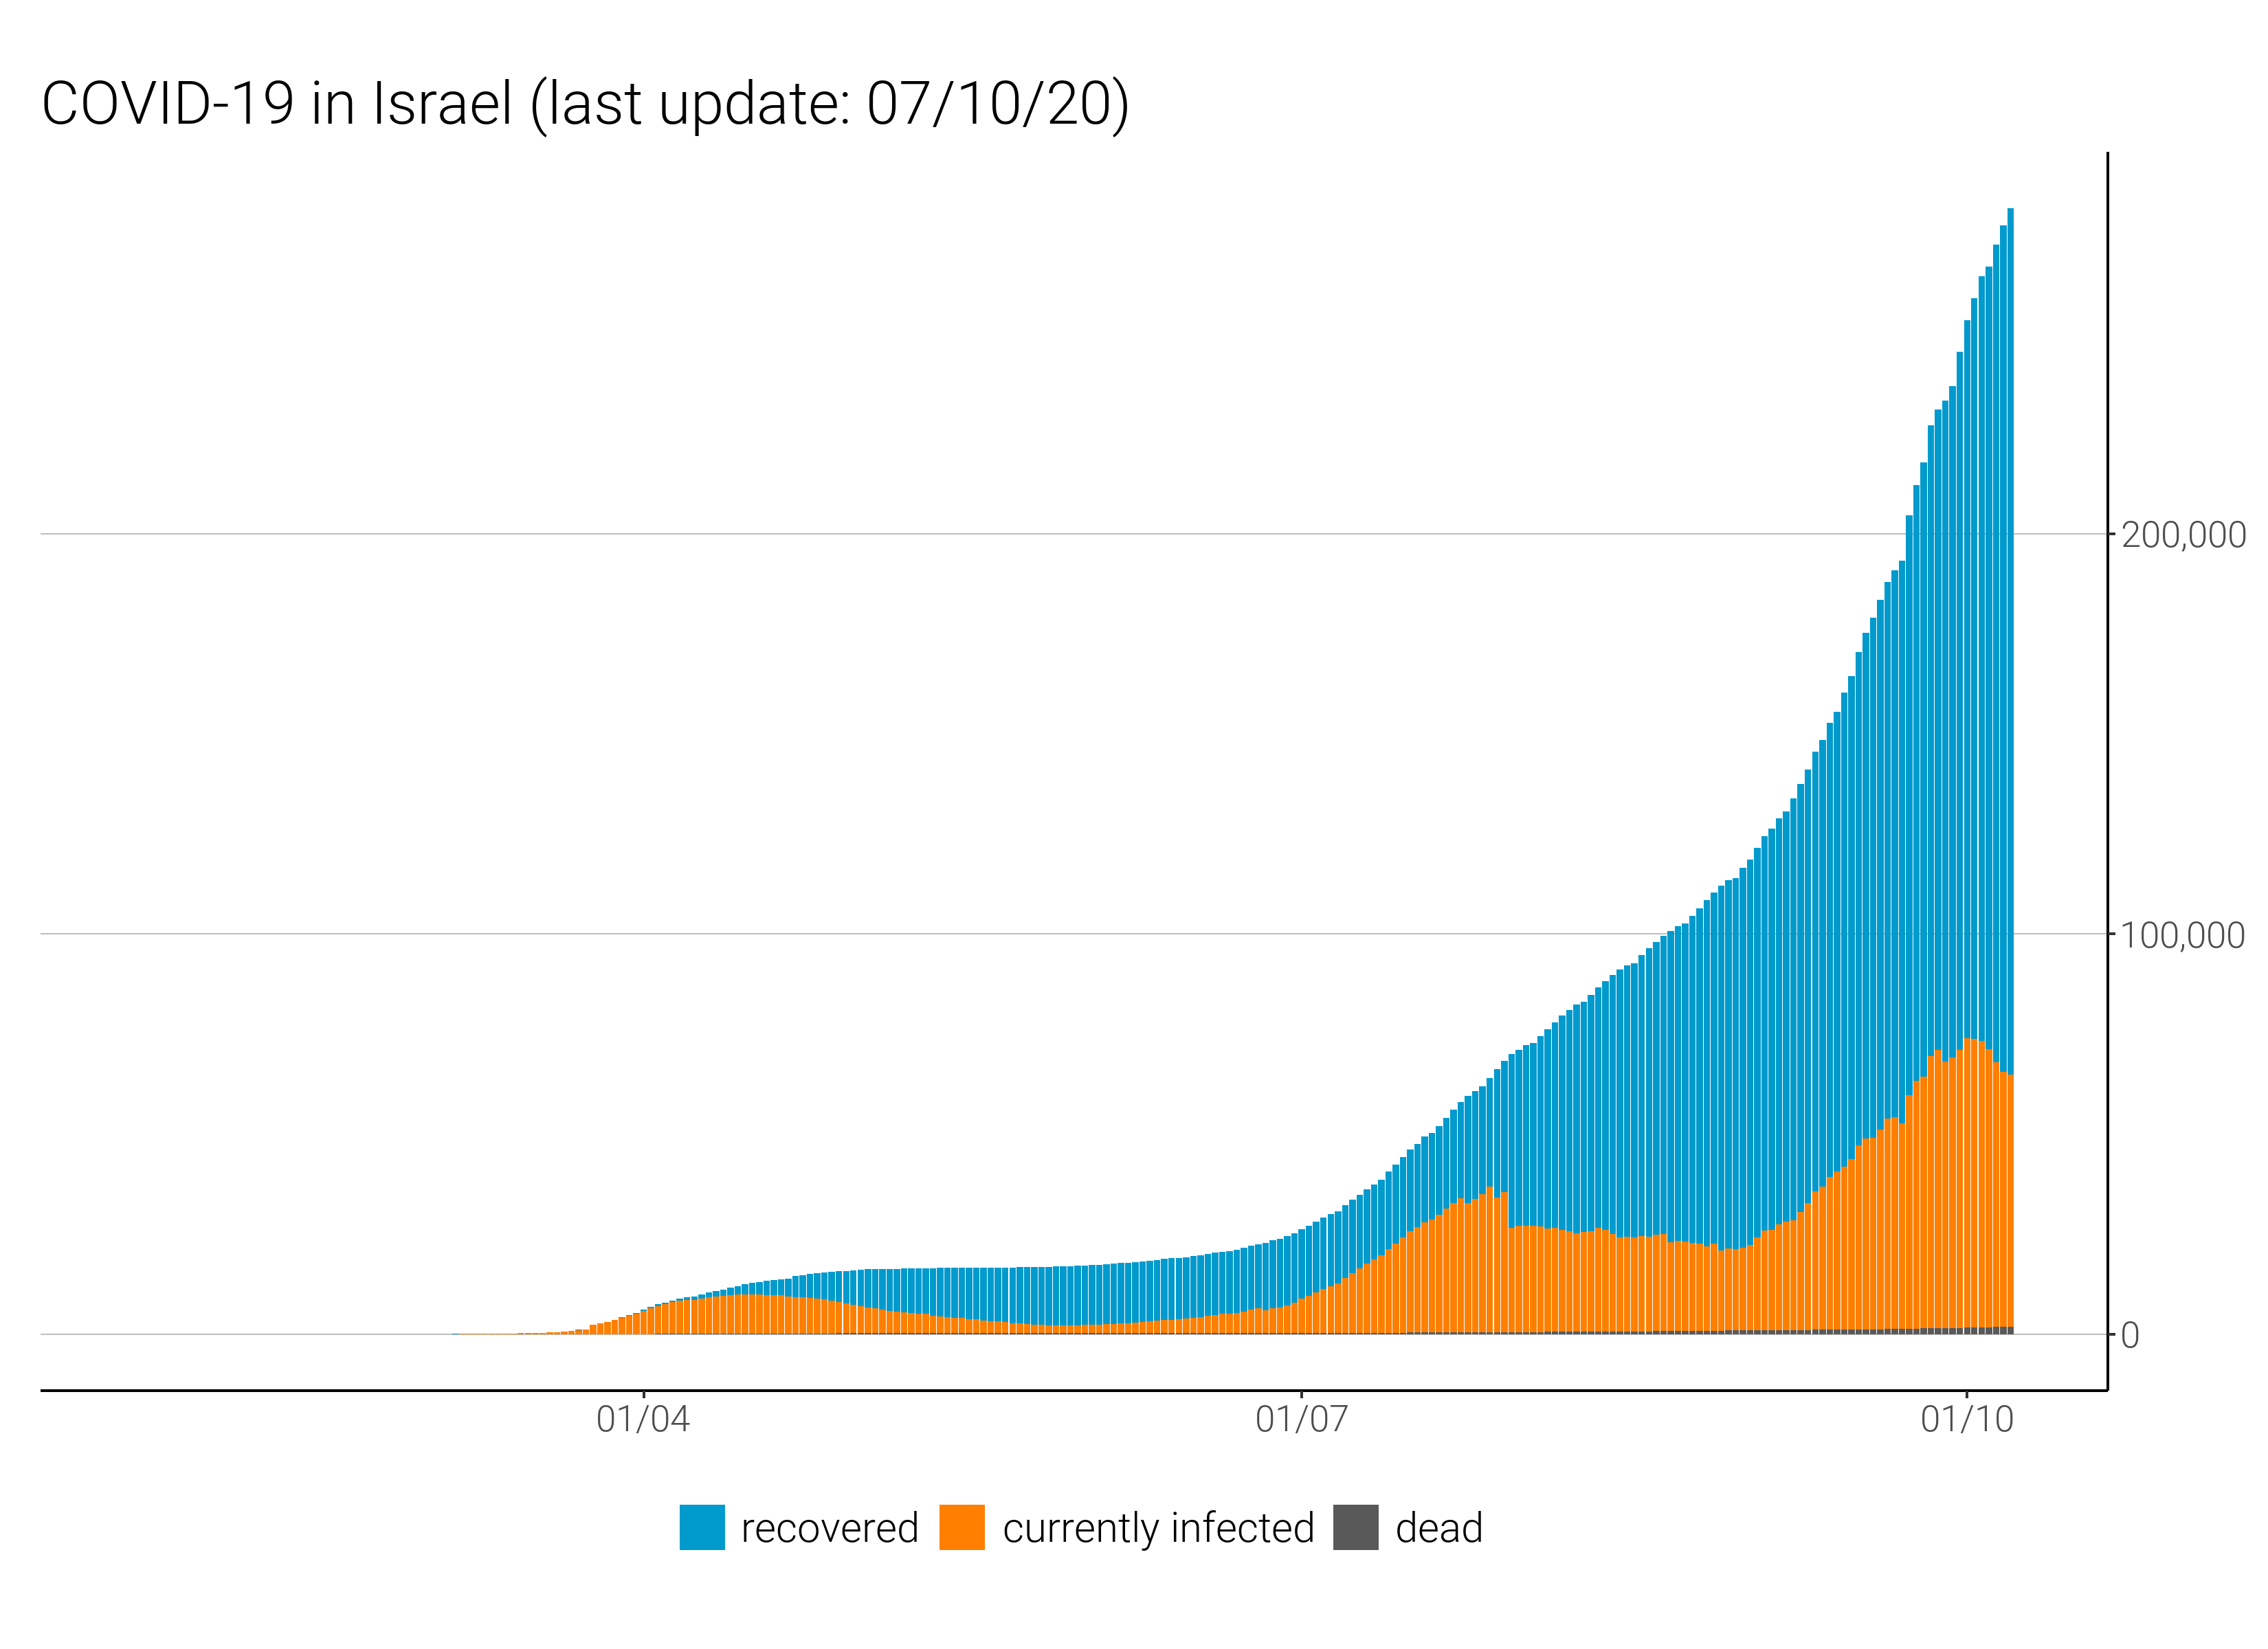 COVID-19 in Israel (last update: 07/10/20)
200,000
100,000
0
01/04 01/07 01/10
recovered currently infected dead